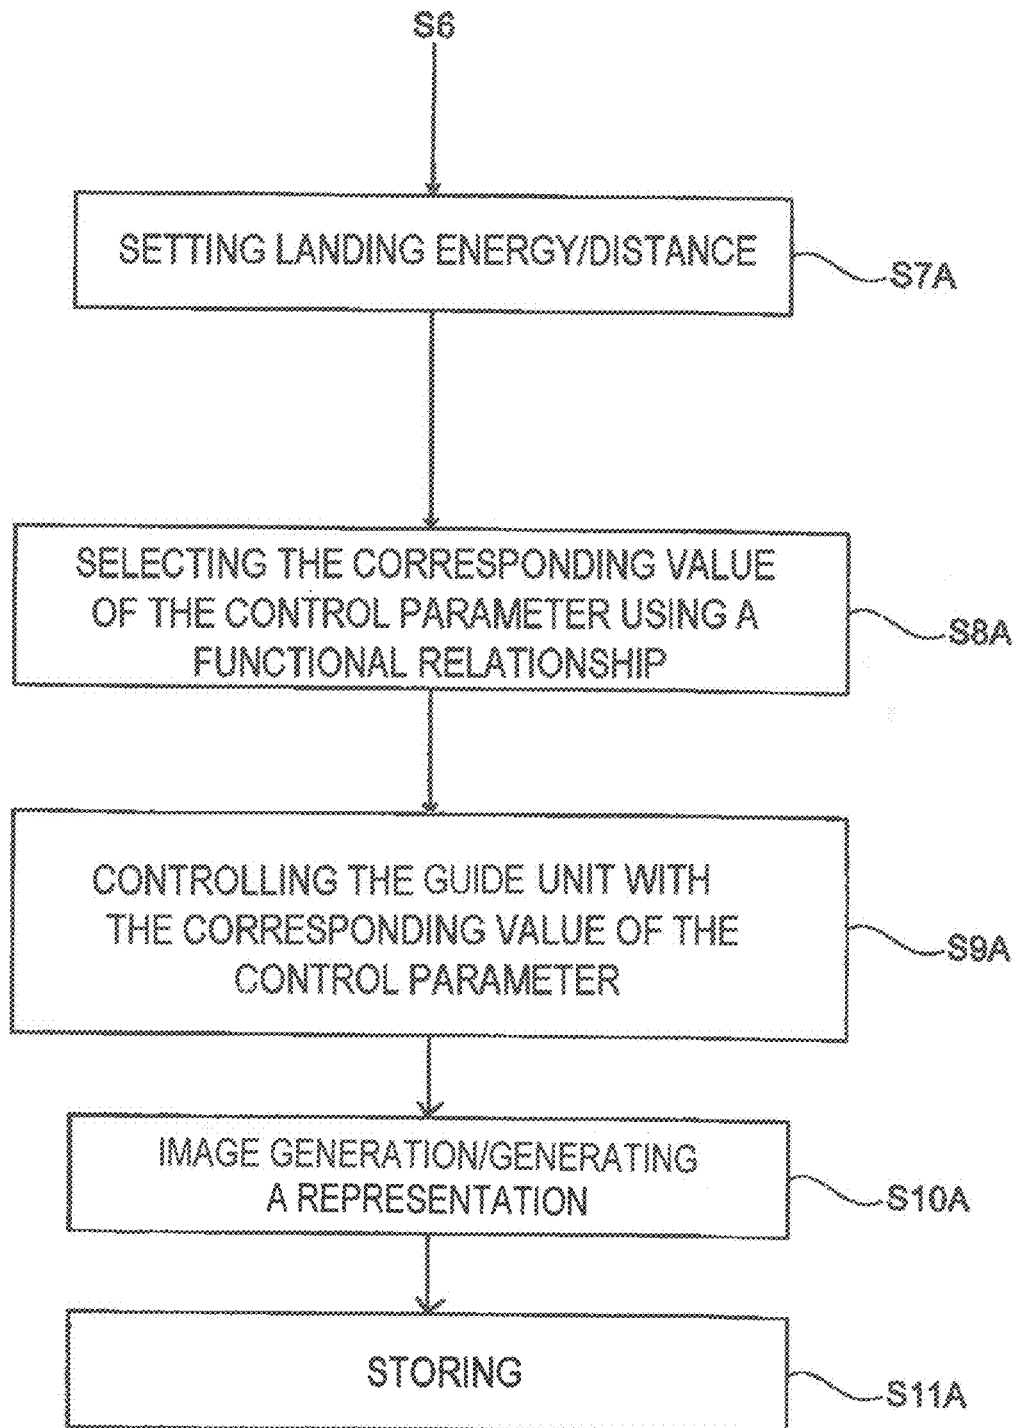 S6
SETTING LANDING ENERGY/DISTANCE
S7A
SELECTING THE CORRESPONDING VALUE
OF THE CONTROL PARAMETER USING A
FUNCTIONAL RELATIONSHIP
S8A
CONTROLLING THE GUIDE UNIT WITH
THE CORRESPONDING VALUE OF THE
CONTROL PARAMETER
S9A
IMAGE GENERATION/GENERATING
A REPRESENTATION
S10A
STORING
S11A